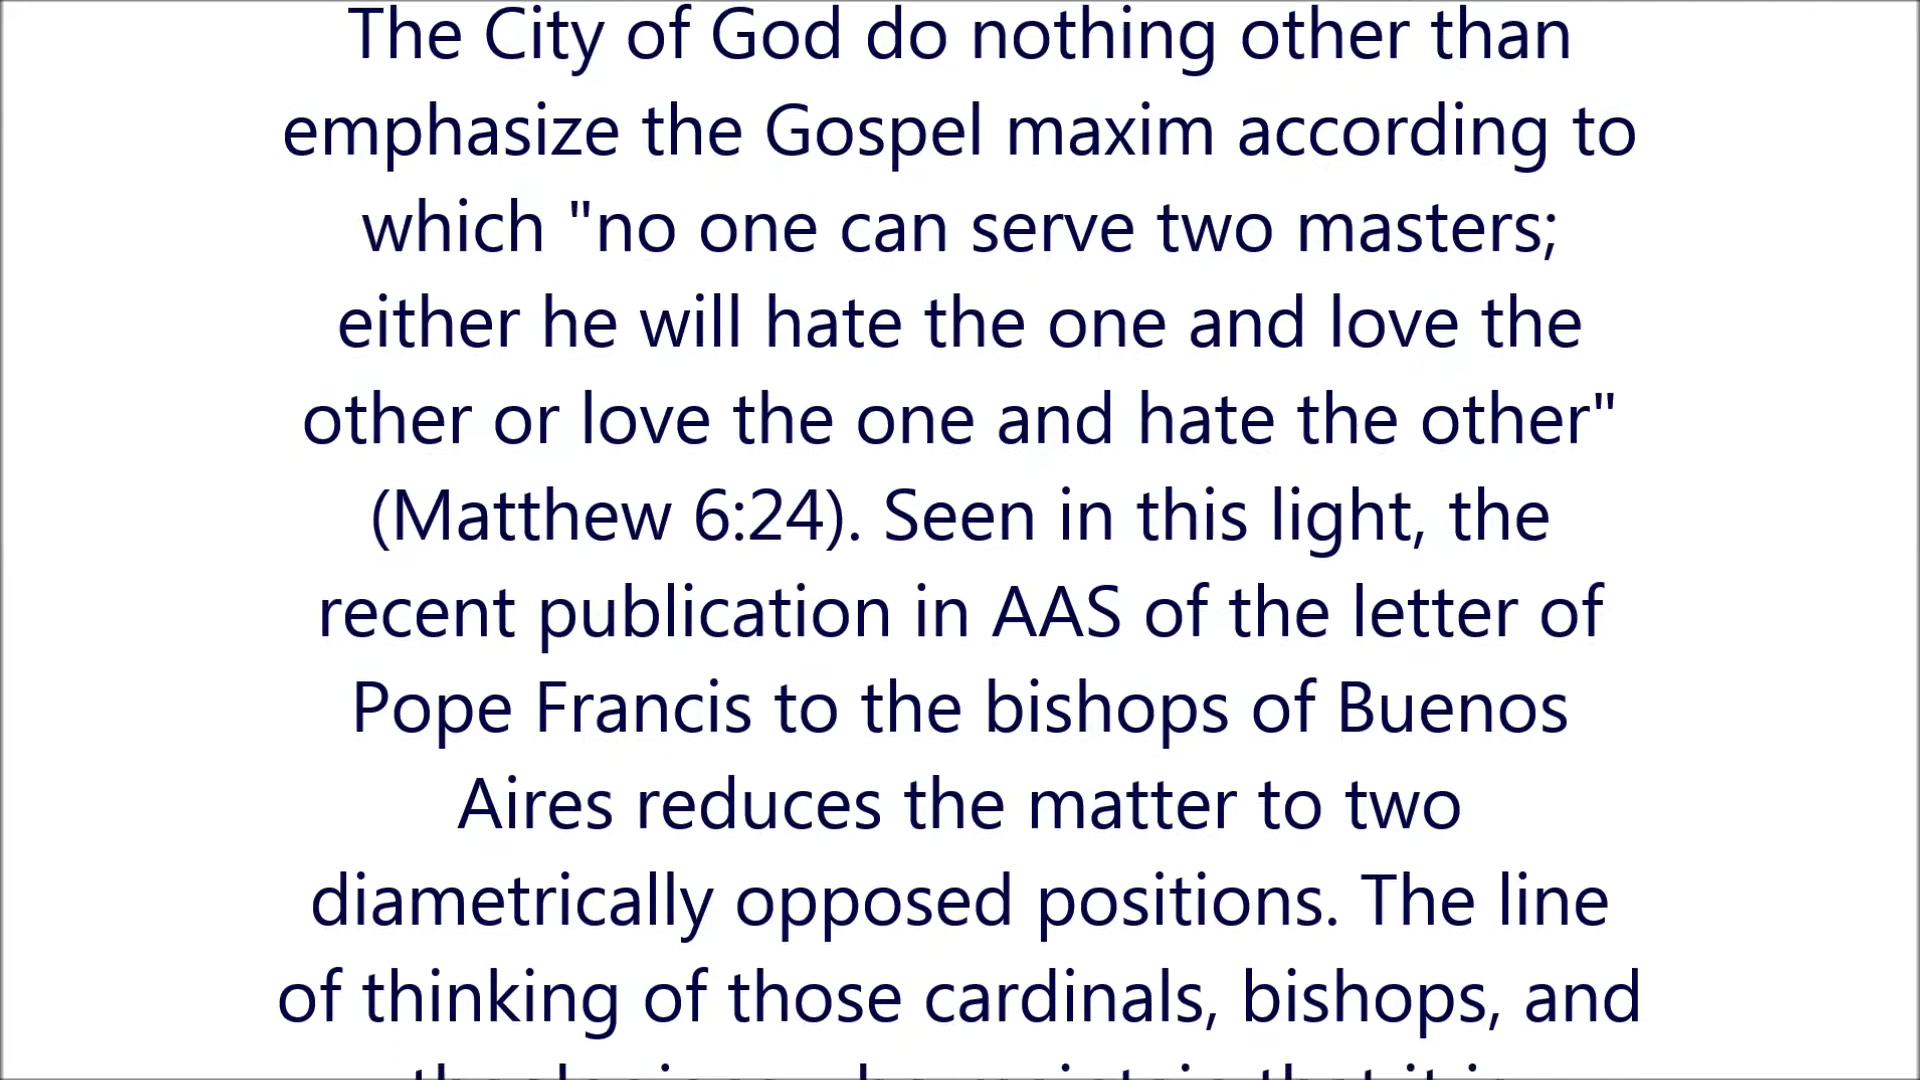 The City of God do nothing other than
emphasize the Gospel maxim according to
which "no one can serve two masters;
either he will hate the one and love the
other or love the one and hate the other"
(Matthew 6:24). Seen in this light, the
recent publication in AAS of the letter of
Pope Francis to the bishops of Buenos
Aires reduces the matter to two
diametrically opposed positions. The line
of thinking of those cardinals, bishops, and